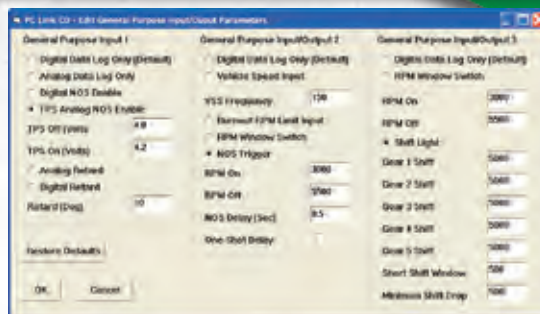 PC Link CD - Edit General Purpose Input/Output Parameters
General Purpose Input 1
Digital Data Log Only (Default)
Analog Data Log Only
Digital NOS Enable
TPS Analog NOS Enable
TPS Off (Volts) 4.0
TPS On (Volts) 4.2
Analog Retard
Digital Retard
Retard (Deg) 10
Restore Defaults
OK Cancel
General Purpose Input/Output 2
Digital Data Log Only (Default)
Vehicle Speed Input
VSS Frequency
Burnout RPM Limit Input
RPM Window Switch
NOS Trigger
RPM On 3000
RPM Off 5500
NOS Delay (Sec) 0.5
One-Shot Delay
General Purpose Input/Output 3
Digital Data Log Only (Default)
RPM Window Switch
RPM On 3000
RPM Off 5500
Shift Light
Gear 1 Shift 5000
Gear 2 Shift 5000
Gear 3 Shift 5000
Gear 4 Shift 5000
Gear 5 Shift 5000
Short Shift Window 500
Minimum Shift Drop 500